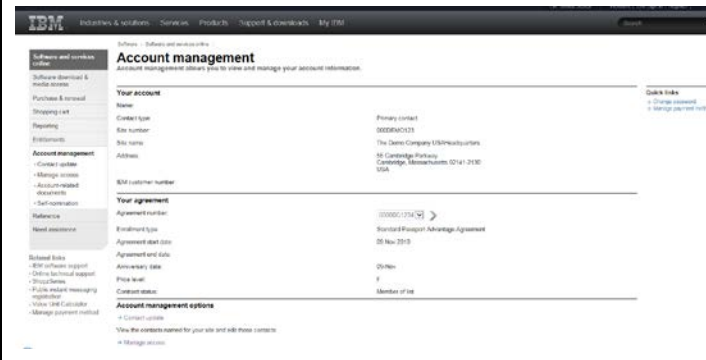 IBM
Industries & solutions Services Products Support & downloads My IBM
Search
Software and services online
Account management
Account management allows you to view and manage your account information.
Software and services
online
Software download &
media access
Purchase & renewal
Shopping cart
Reporting
Entitlements
Account management
- Contact update
- Manage access
- Account-related
documents
- Self-nomination
Reference
Need assistance
Related links
- IBM software support
- Online technical support
- ShopzSeries
- Public instant messaging
registration
- Value Unit Calculator
- Manage payment method
Your account
Name:
Contact type Primary contact
Site number
Site name The Demo Company USA/Headquarters
Address 55 Cambridge Parkway
Cambridge, Massachusetts 02141-2130
USA
IBM customer number
Your agreement
Agreement number:
Enrollment type Standard Passport Advantage Agreement
Agreement start date
Agreement end date
Anniversary date 05-Nov
Price level F
Contract status Member of list
Account management options
Contact update
View the contacts named for your site and edit those contacts
Manage access
Quick links
Change password